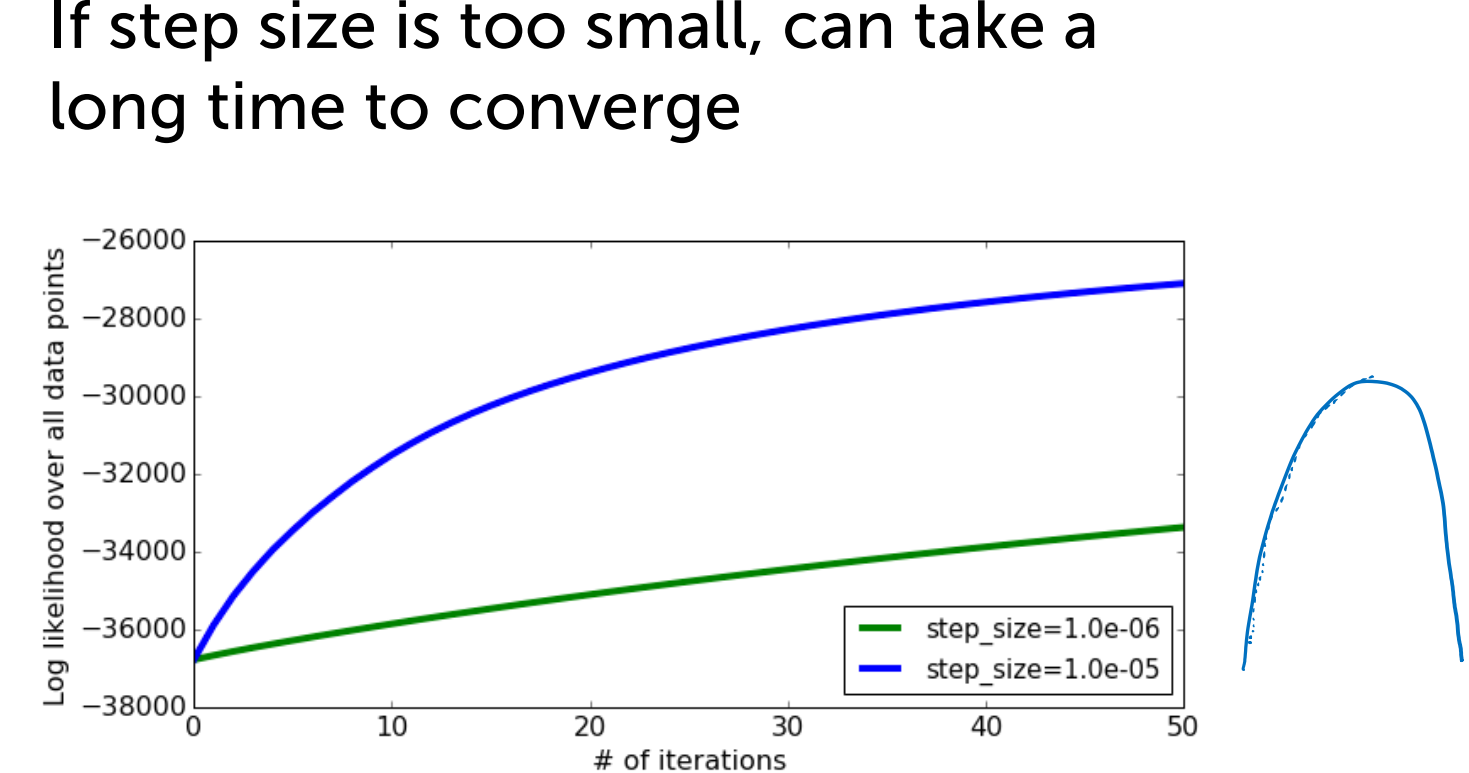 If step size is too small, can take a
long time to converge
Log likelihood over all data points
−26000
−28000
−30000
−32000
−34000
−36000
−38000
step_size=1.0e-06
step_size=1.0e-05
0 10 20 30 40 50
# of iterations